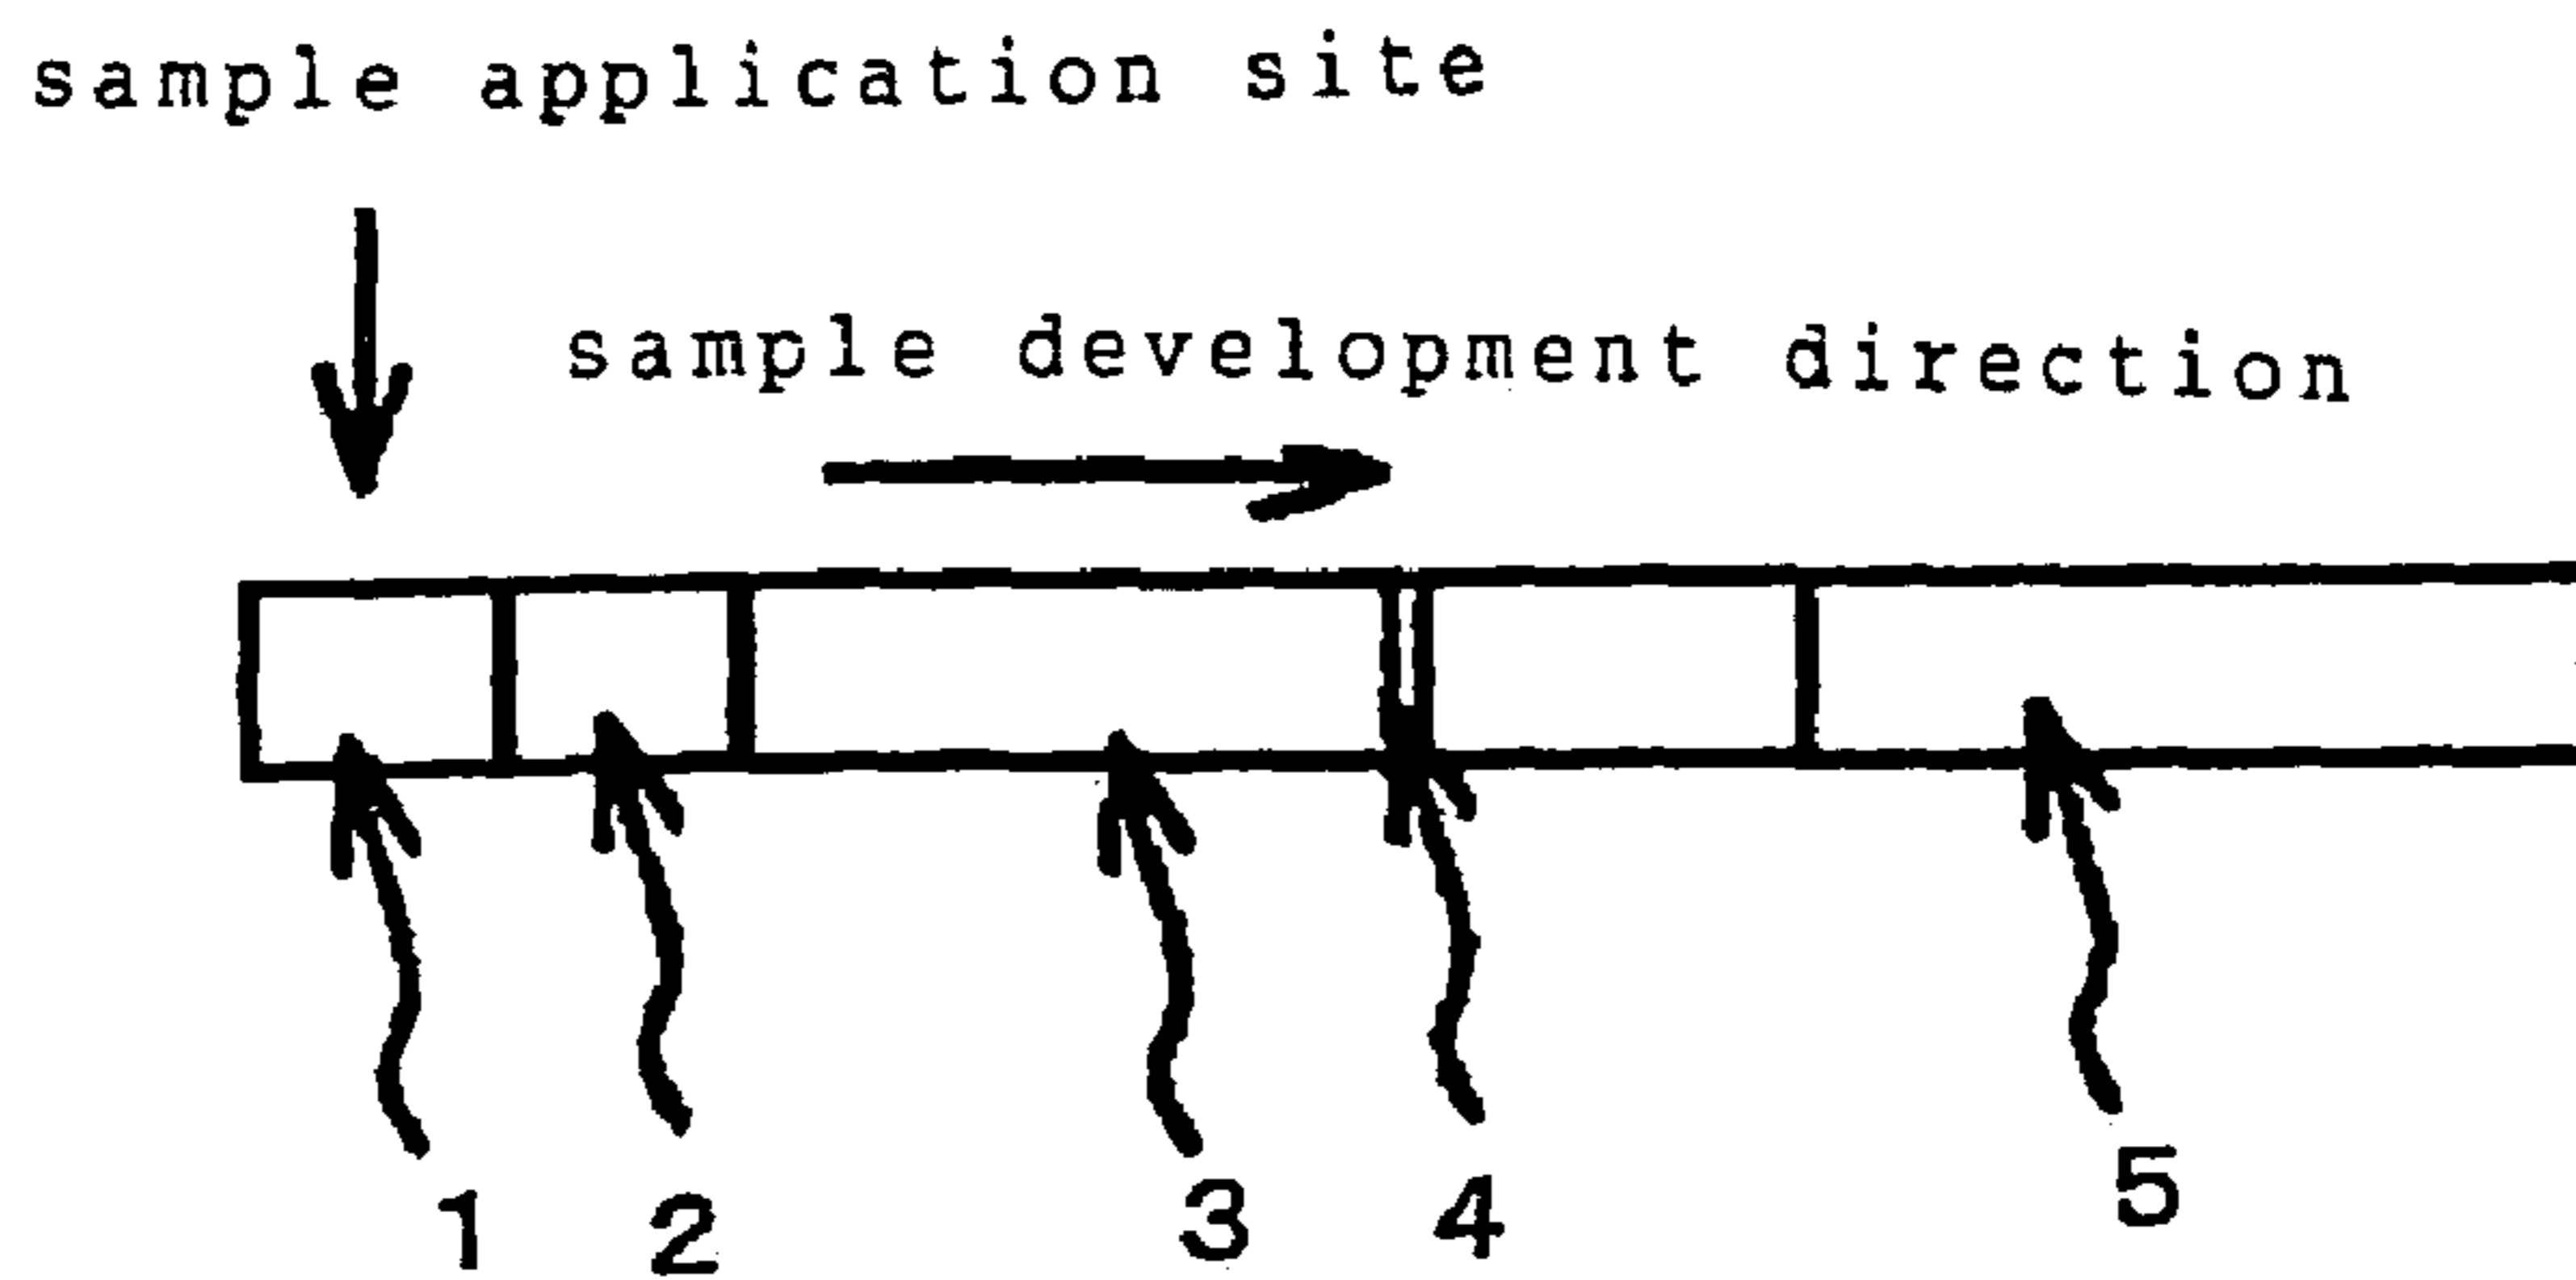 sample application site
sample development direction
1 2 3 4 5